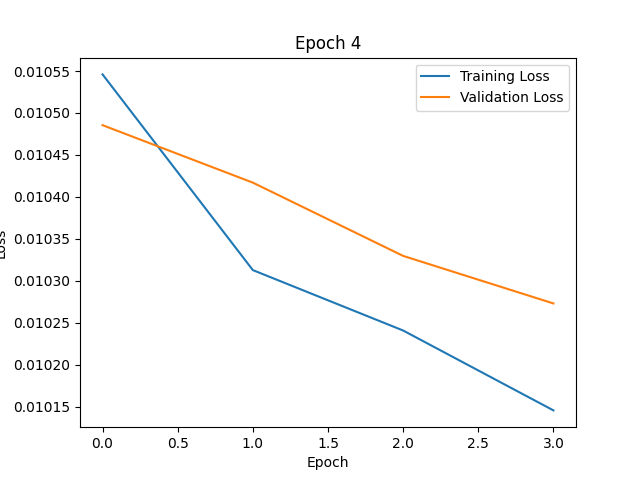 Epoch 4
Training Loss
Validation Loss
0.01055
0.01050
0.01045
0.01040
0.01035
0.01030
0.01025
0.01020
0.01015
Loss
0.0 0.5 1.0 1.5 2.0 2.5 3.0
Epoch